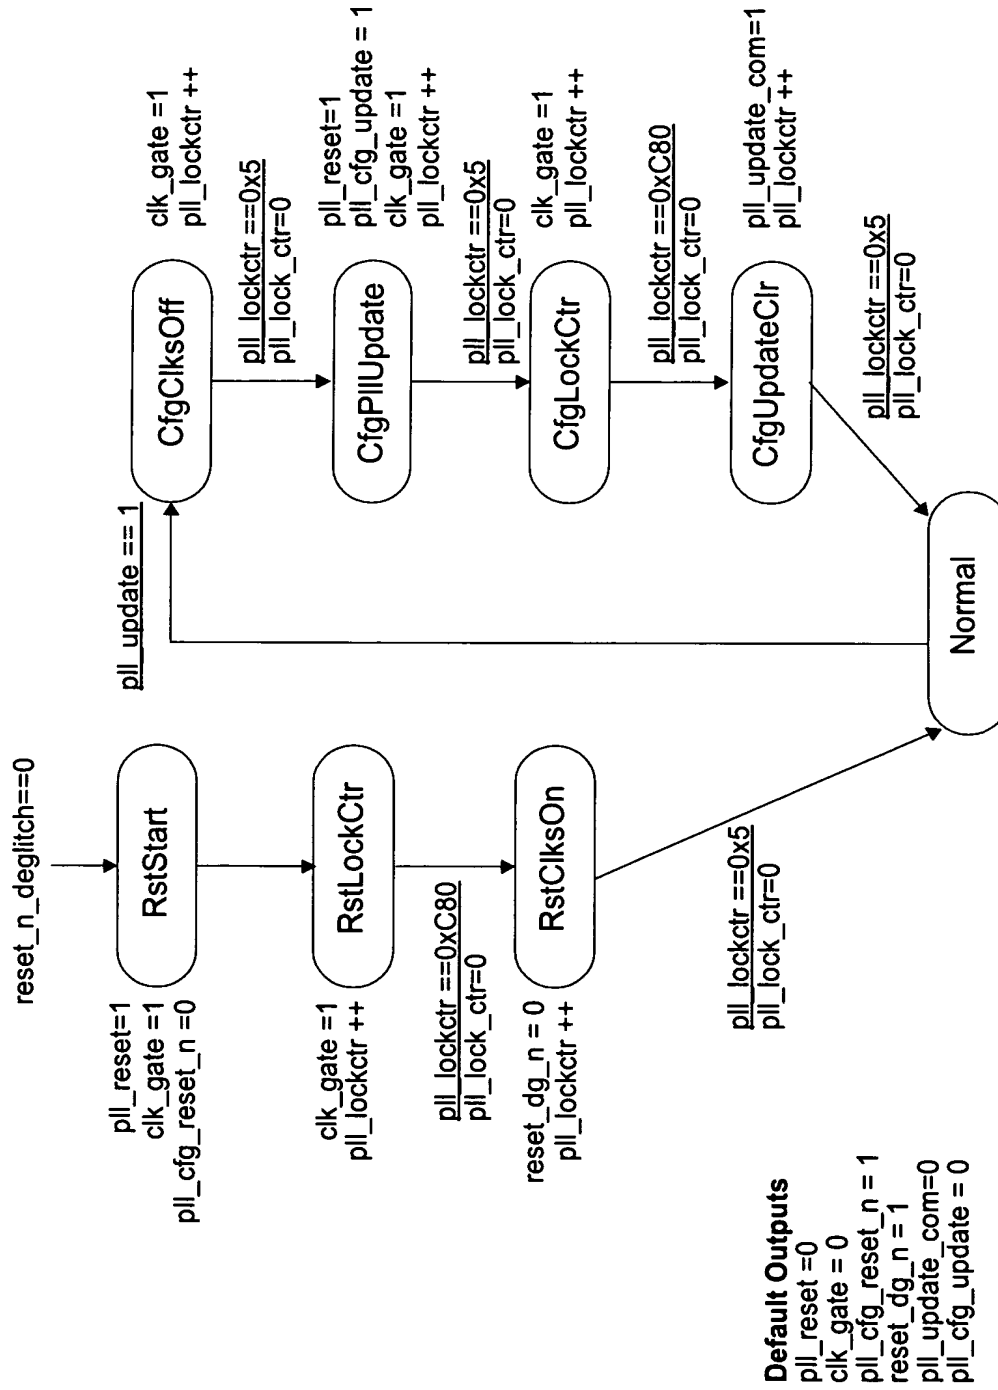 reset_n_deglitch==0
RstStart
pll_reset=1
clk_gate =1
pll_cfg_reset_n =0
RstLockCtr
clk_gate =1
pll_lockctr ++
pll_lockctr ==0xC80
pll_lock_ctr=0
RstClksOn
reset_dg_n = 0
pll_lockctr ++
pll_lockctr ==0x5
pll_lock_ctr=0
Normal
pll_update == 1
CfgClksOff
clk_gate =1
pll_lockctr ++
pll_lockctr ==0x5
pll_lock_ctr=0
CfgPllUpdate
pll_reset=1
pll_cfg_update = 1
clk_gate =1
pll_lockctr ++
pll_lockctr ==0x5
pll_lock_ctr=0
CfgLockCtr
clk_gate =1
pll_lockctr ++
pll_lockctr ==0xC80
pll_lock_ctr=0
CfgUpdateClr
pll_update_com=1
pll_lockctr ++
pll_lockctr ==0x5
pll_lock_ctr=0
Default Outputs
pll_reset =0
clk_gate = 0
pll_cfg_reset_n = 1
reset_dg_n = 1
pll_update_com=0
pll_cfg_update = 0